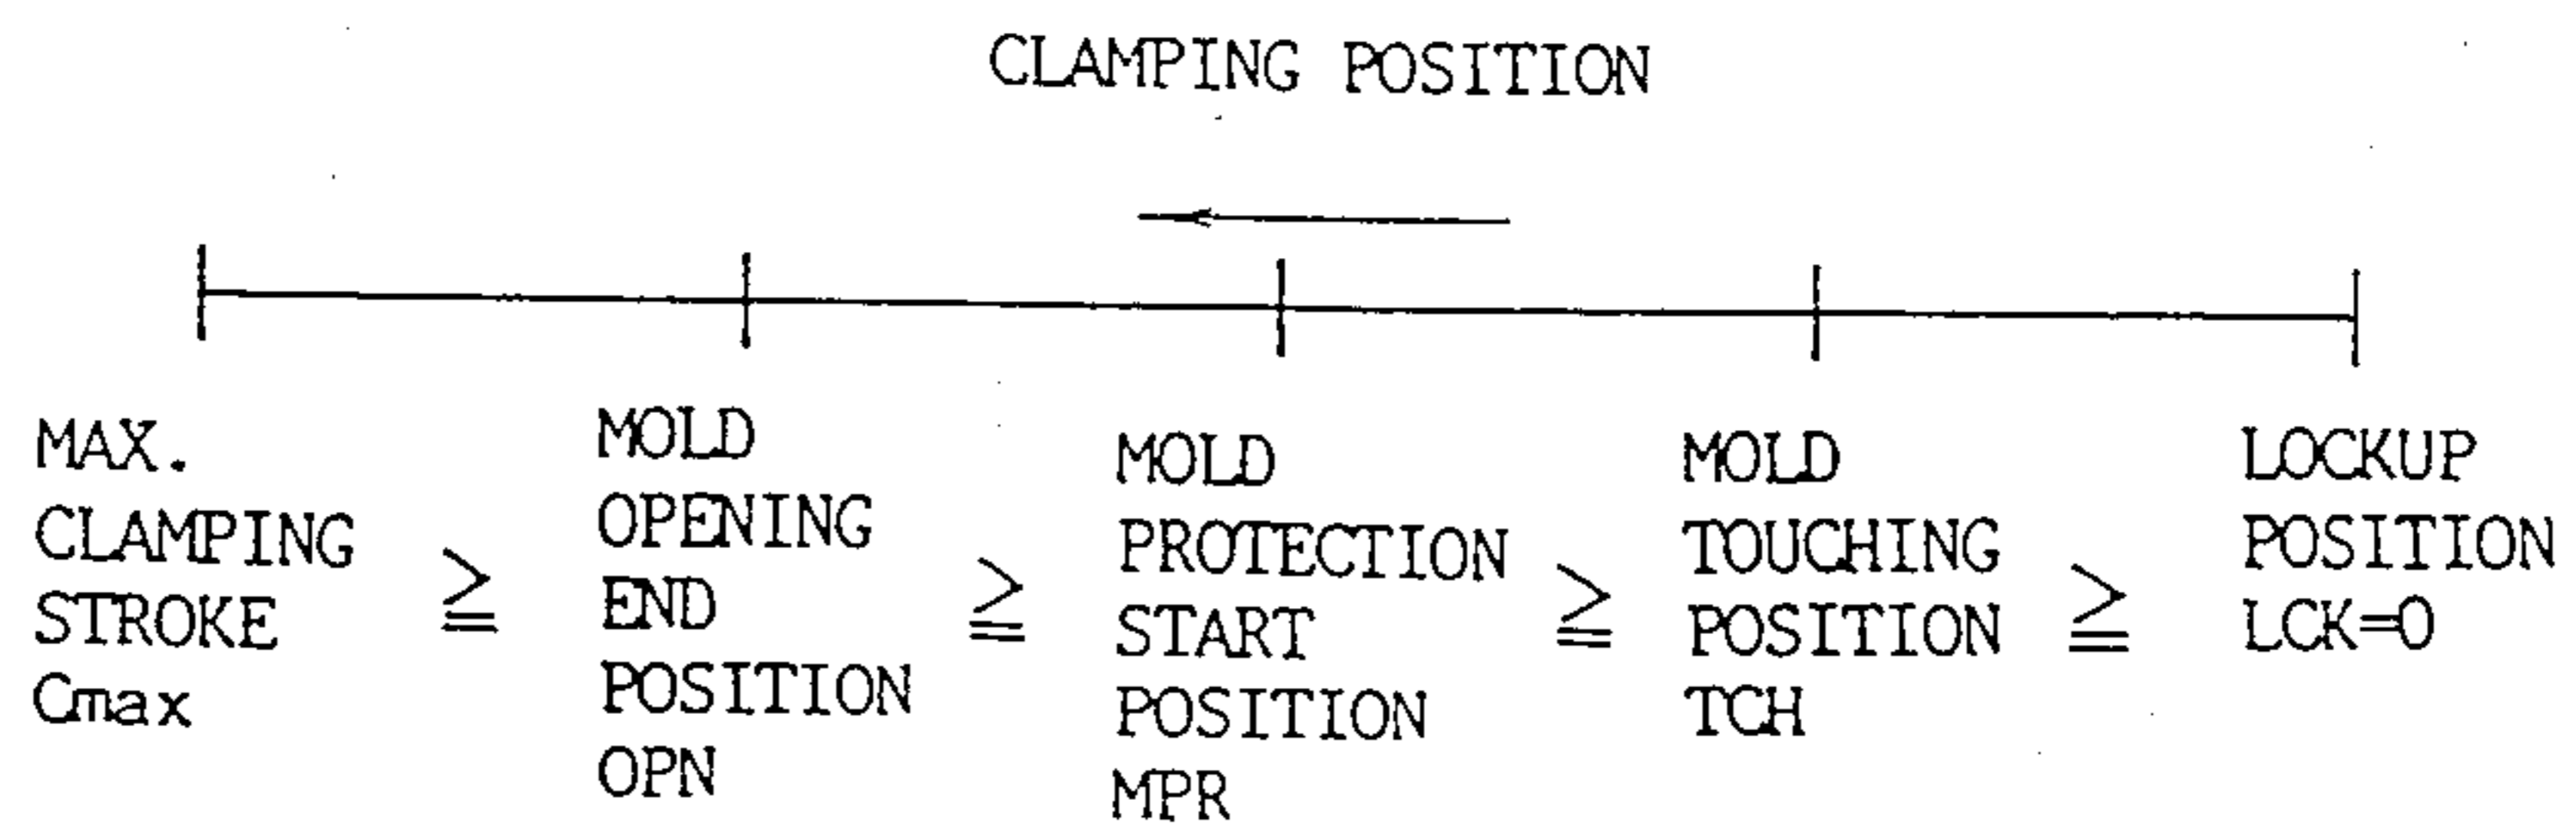 CLAMPING POSITION
MAX.
CLAMPING
STROKE
Cmax
≧
MOLD
OPENING
END
POSITION
OPN
≧
MOLD
PROTECTION
START
POSITION
MPR
≧
MOLD
TOUCHING
POSITION
TCH
≧
LOCKUP
POSITION
LCK=0